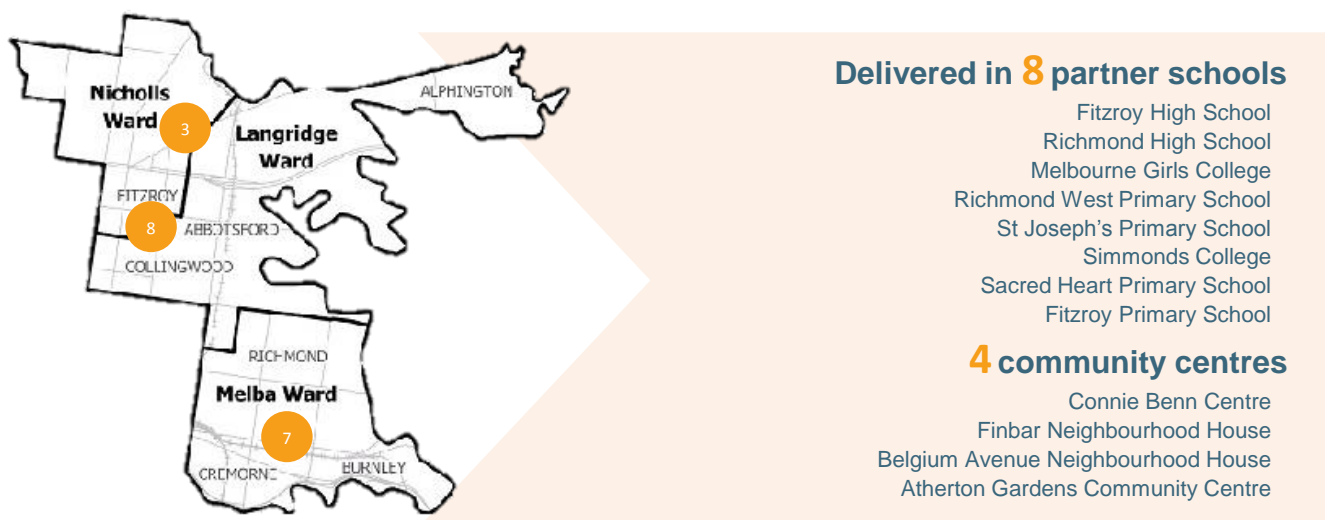 Nicholls
Ward
3
Langridge
Ward
ALPHINGTON
FITZROY
8
ABBOTSFORD
COLLINGWOOD
RICHMOND
Melba Ward
7
CREMORNE
BURNLEY
Delivered in 8 partner schools
Fitzroy High School
Richmond High School
Melbourne Girls College
Richmond West Primary School
St Joseph's Primary School
Simmonds College
Sacred Heart Primary School
Fitzroy Primary School
4 community centres
Connie Benn Centre
Finbar Neighbourhood House
Belgium Avenue Neighbourhood House
Atherton Gardens Community Centre